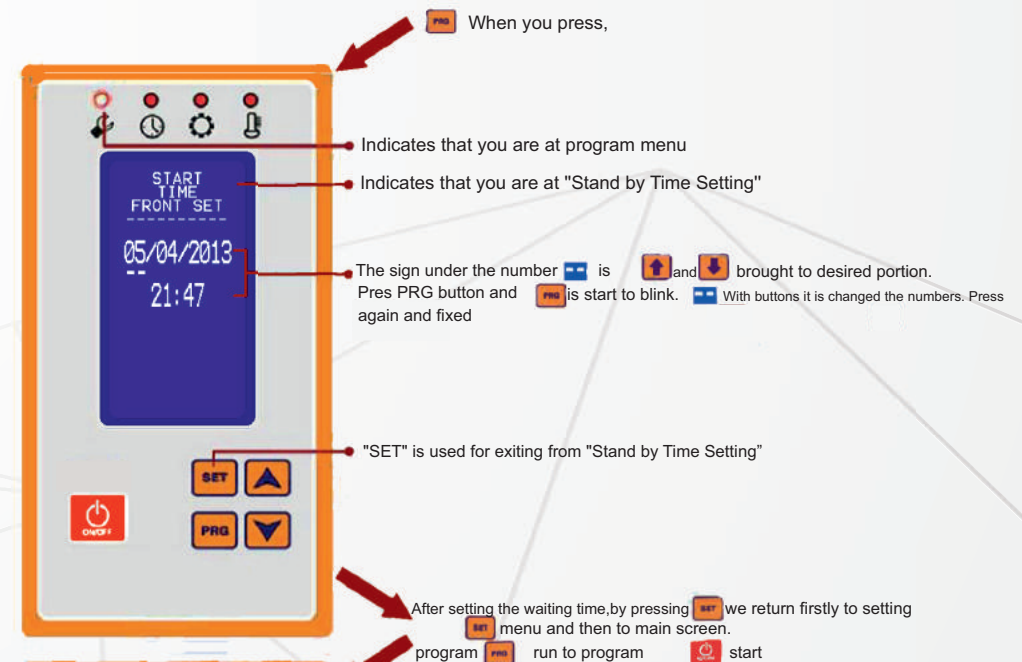 PRG When you press,
Indicates that you are at program menu
START
TIME
FRONT SET
Indicates that you are at "Stand by Time Setting"
05/04/2013
21:47
The sign under the number is and brought to desired portion.
Pres PRG button and PRG is start to blink. With buttons it is changed the numbers. Press
again and fixed
"SET" is used for exiting from "Stand by Time Setting”
SET
ON/OFF
PRG
After setting the waiting time,by pressing SET we return firstly to setting
SET menu and then to main screen.
program PRG run to program start